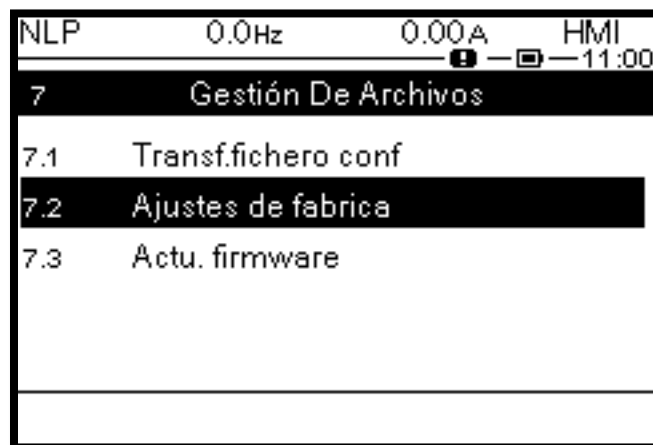 NLP 0.0Hz 0.00A HMI
11:00
7 Gestión De Archivos
7.1 Transf.fichero conf
7.2 Ajustes de fabrica
7.3 Actu. firmware